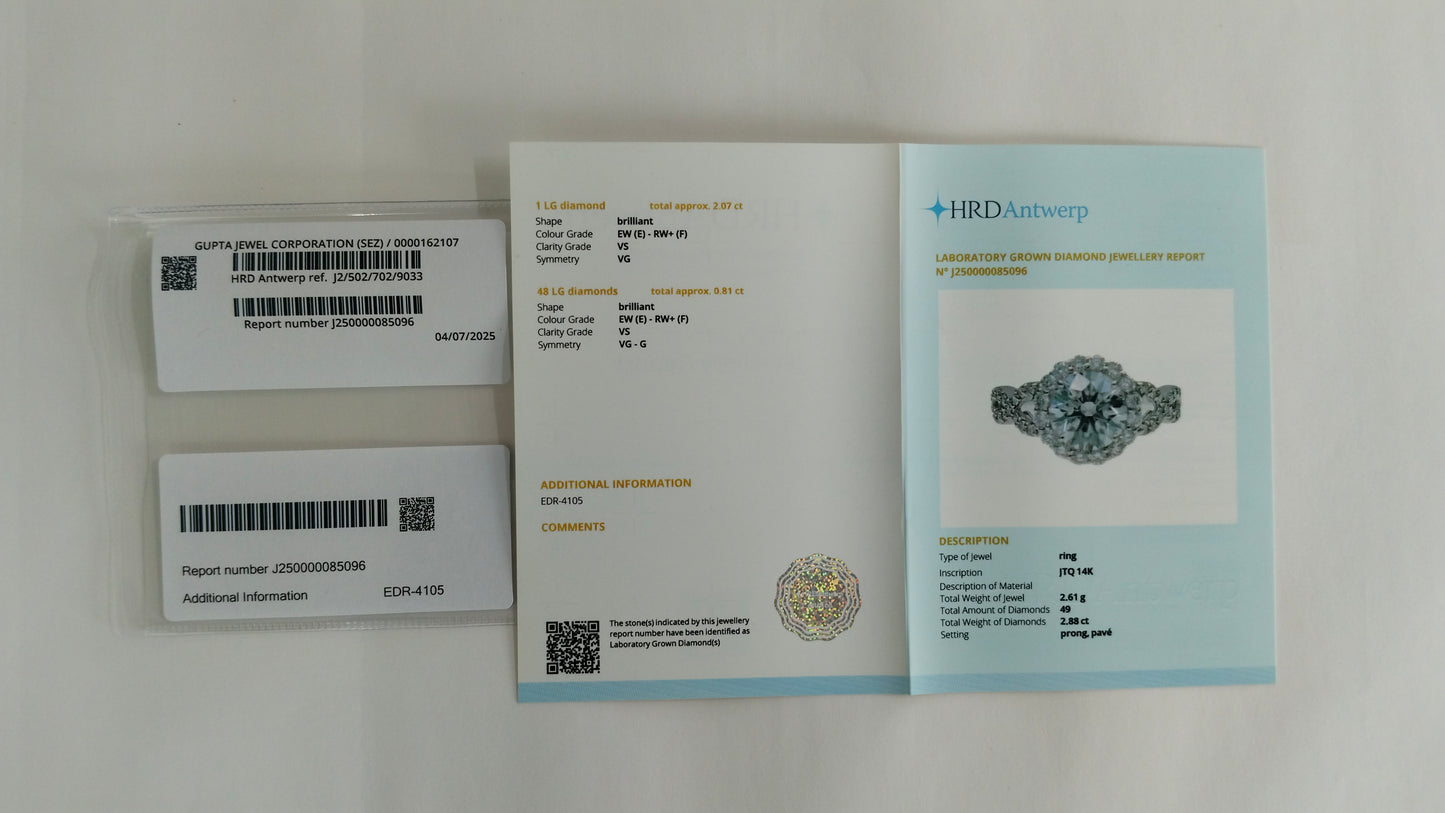 GUPTA JEWEL CORPORATION (SEZ) / 0000162107
HRD Antwerp ref. J2/502/702/9033
Report number J250000085096
04/07/2025
Report number J250000085096
Additional Information EDR-4105
1 LG diamond total approx. 2.07 ct
Shape brilliant
Colour Grade EW (E) - RW+ (F)
Clarity Grade VS
Symmetry VG
48 LG diamonds total approx. 0.81 ct
Shape brilliant
Colour Grade EW (E) - RW+ (F)
Clarity Grade VS
Symmetry VG - G
ADDITIONAL INFORMATION
EDR-4105
COMMENTS
The stone(s) indicated by this jewellery
report number have been identified as
Laboratory Grown Diamond(s)
HRD Antwerp
LABORATORY GROWN DIAMOND JEWELLERY REPORT
N° J250000085096
DESCRIPTION
Type of Jewel ring
Inscription JTQ 14K
Description of Material
Total Weight of Jewel 2.61 g
Total Amount of Diamonds 49
Total Weight of Diamonds 2.88 ct
Setting prong, pavé